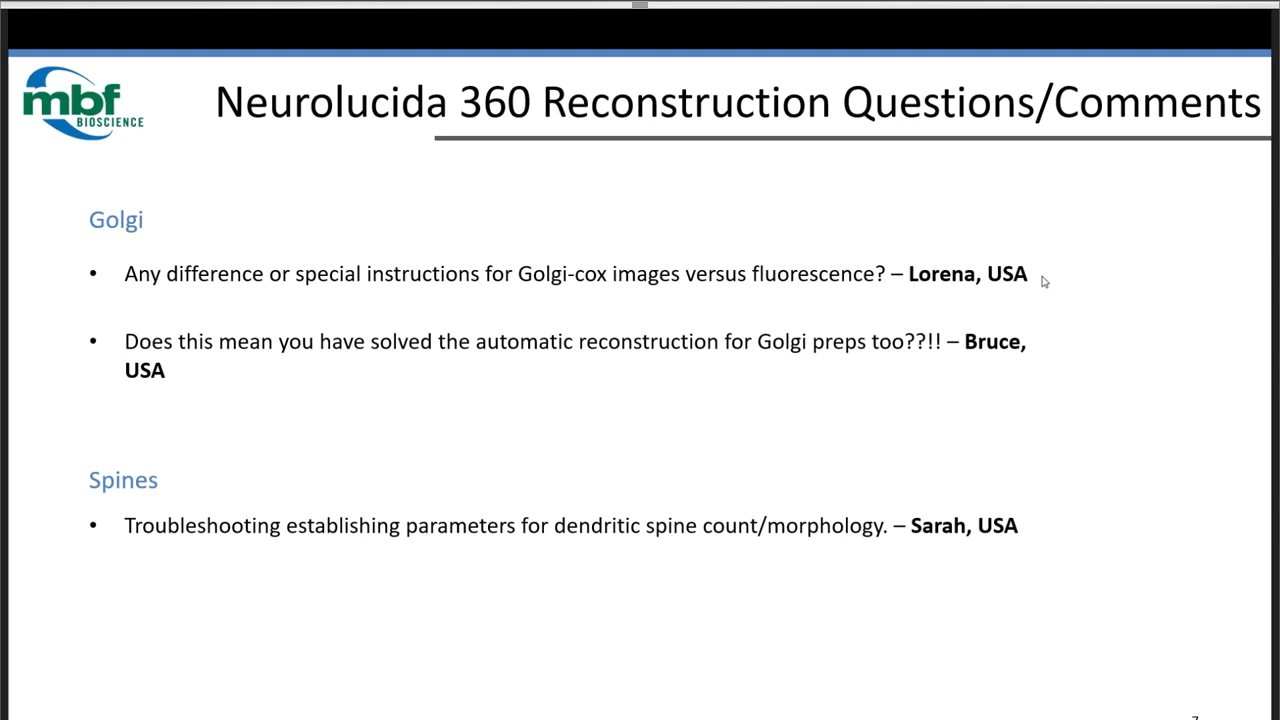 mbf
BIOSCIENCE
Neurolucida 360 Reconstruction Questions/Comments
Golgi
• Any difference or special instructions for Golgi-cox images versus fluorescence? – Lorena, USA
• Does this mean you have solved the automatic reconstruction for Golgi preps too??!! – Bruce,
USA
Spines
• Troubleshooting establishing parameters for dendritic spine count/morphology. – Sarah, USA